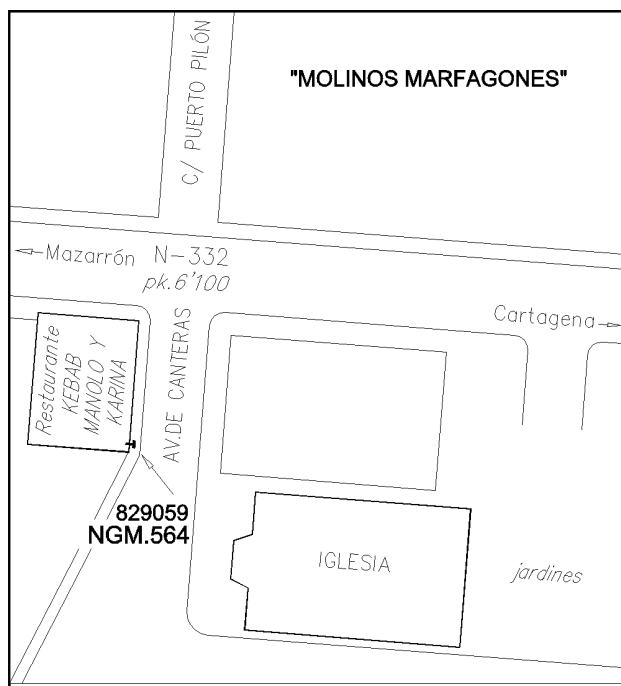 C/ PUERTO PILÓN
"MOLINOS MARFAGONES"
Mazarrón N-332
pk.6'100
Cartagena
Restaurante
KEBAB
MANOLO Y
KARINA
AV.DE CANTERAS
829059
NGM.564
IGLESIA
jardines